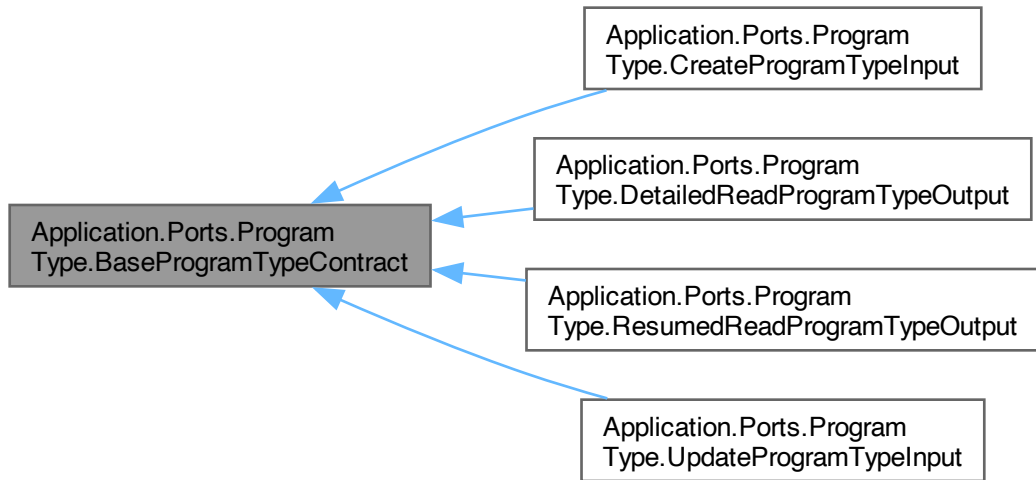 Application.Ports.Program
Type.CreateProgramTypeInput
Application.Ports.Program
Type.DetailedReadProgramTypeOutput
Application.Ports.Program
Type.BaseProgramTypeContract
Application.Ports.Program
Type.ResumedReadProgramTypeOutput
Application.Ports.Program
Type.UpdateProgramTypeInput